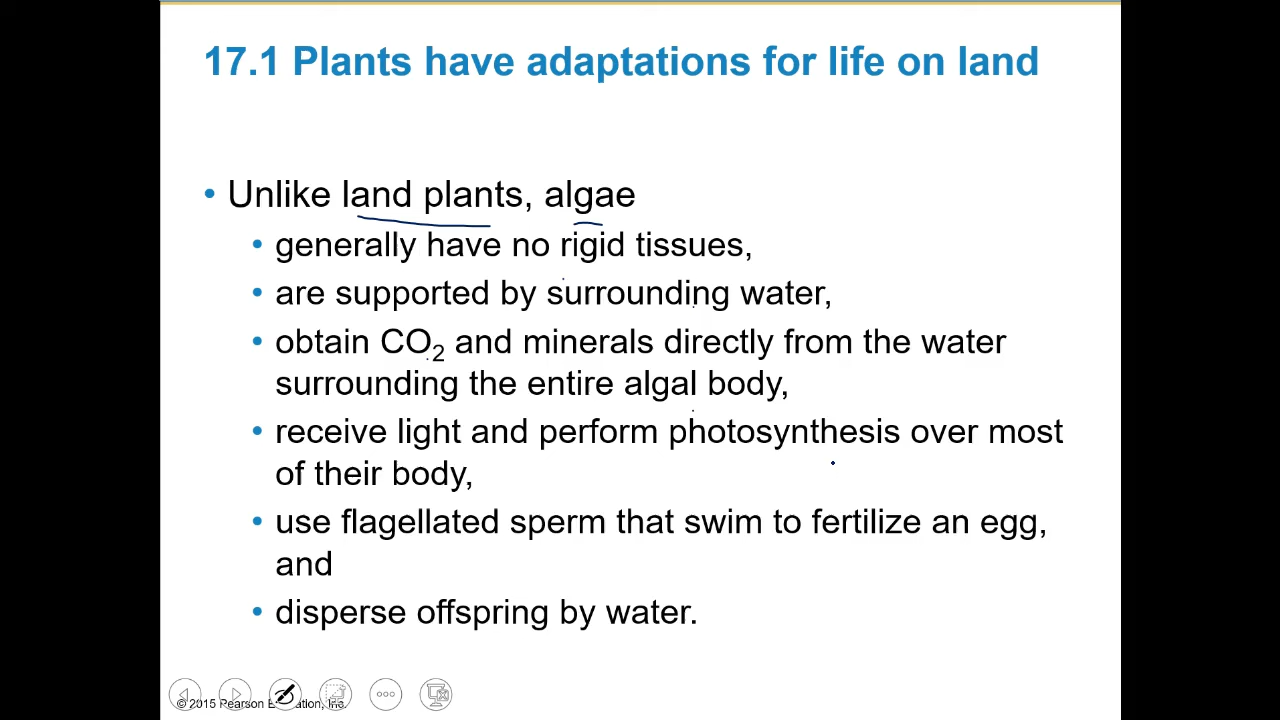 17.1 Plants have adaptations for life on land
• Unlike land plants, algae
• generally have no rigid tissues,
• are supported by surrounding water,
• obtain CO₂ and minerals directly from the water
surrounding the entire algal body,
• receive light and perform photosynthesis over most
of their body,
• use flagellated sperm that swim to fertilize an egg,
and
• disperse offspring by water.
© 2015 Pearson Inc.